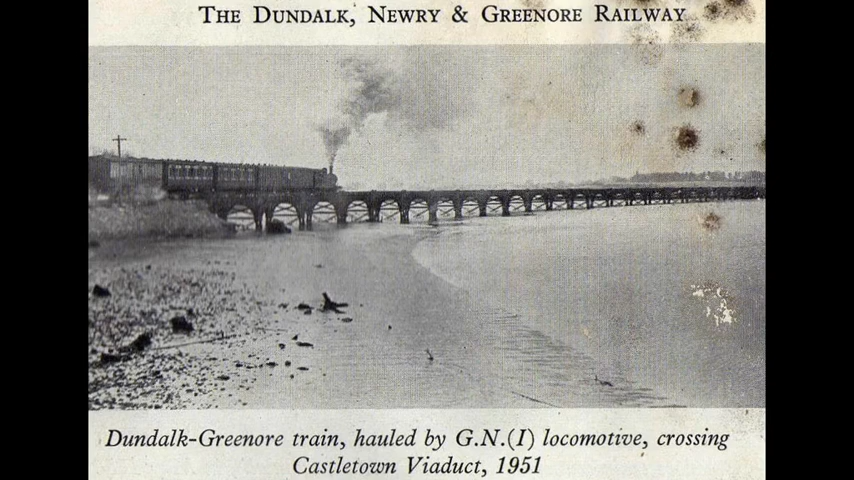 The Dundalk, Newry & Greenore Railway
Dundalk-Greenore train, hauled by G.N.(I) locomotive, crossing
Castletown Viaduct, 1951